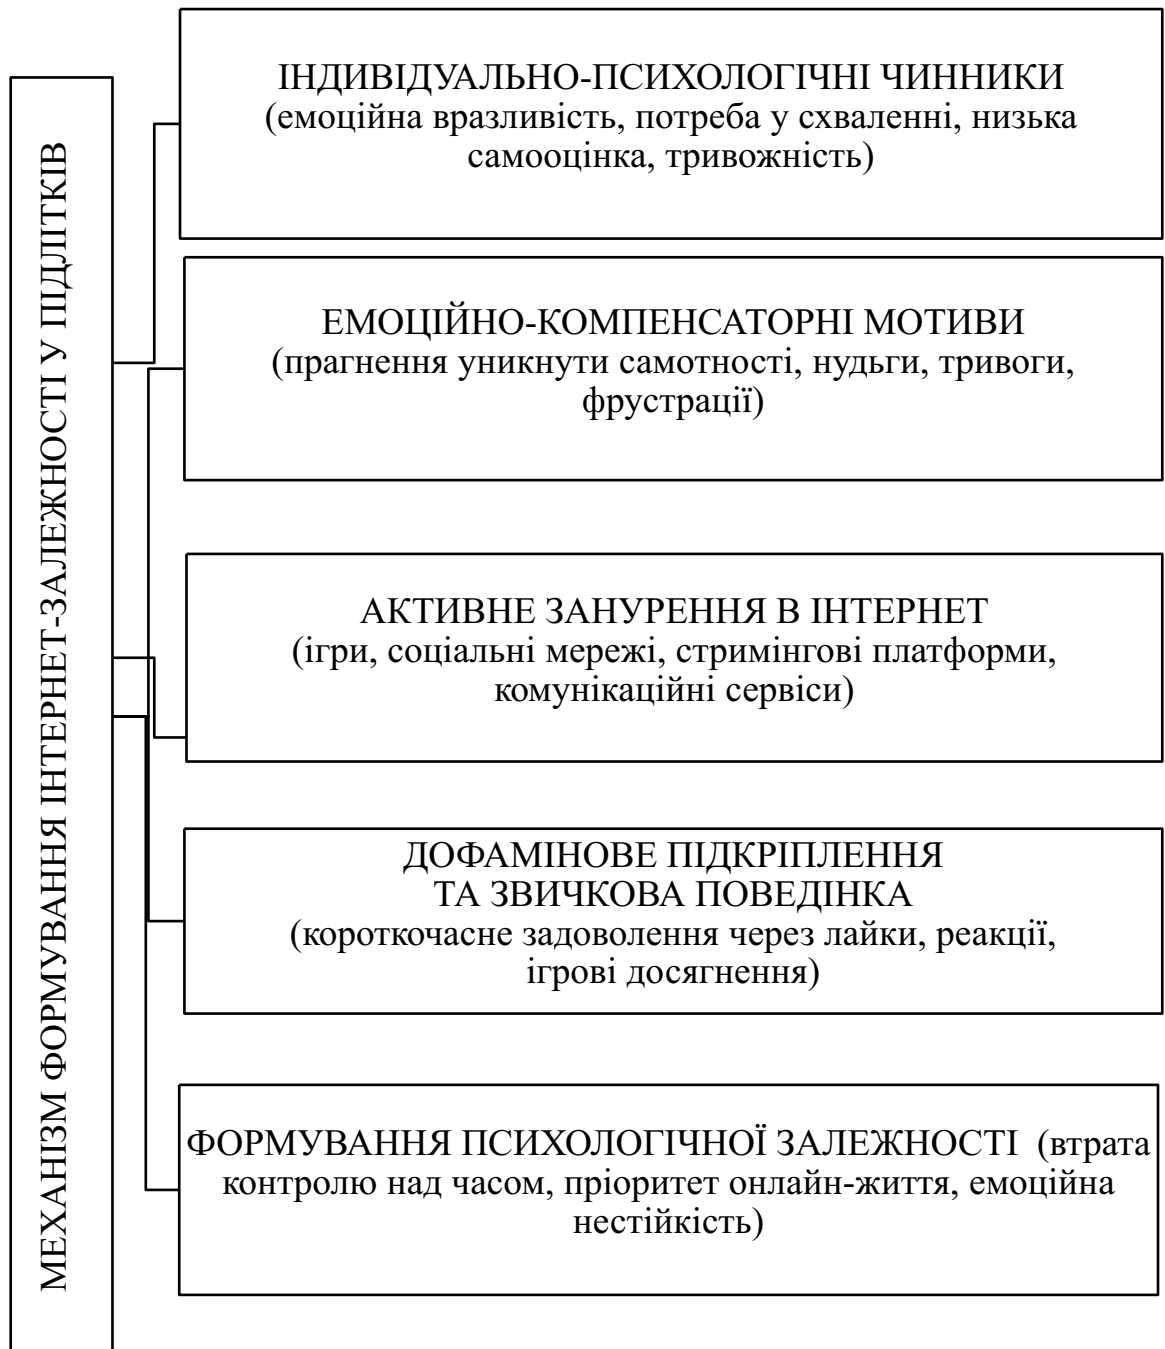 МЕХАНІЗМ ФОРМУВАННЯ ІНТЕРНЕТ-ЗАЛЕЖНОСТІ У ПІДЛІТКІВ
ІНДИВІДУАЛЬНО-ПСИХОЛОГІЧНІ ЧИННИКИ
(емоційна вразливість, потреба у схваленні, низька
самооцінка, тривожність)
ЕМОЦІЙНО-КОМПЕНСАТОРНІ МОТИВИ
(прагнення уникнути самотності, нудьги, тривоги,
фрустрації)
АКТИВНЕ ЗАНУРЕННЯ В ІНТЕРНЕТ
(ігри, соціальні мережі, стримінгові платформи,
комунікаційні сервіси)
ДОФАМІНОВЕ ПІДКРІПЛЕННЯ
ТА ЗВИЧКОВА ПОВЕДІНКА
(короткочасне задоволення через лайки, реакції,
ігрові досягнення)
ФОРМУВАННЯ ПСИХОЛОГІЧНОЇ ЗАЛЕЖНОСТІ (втрата
контролю над часом, пріоритет онлайн-життя, емоційна
нестійкість)